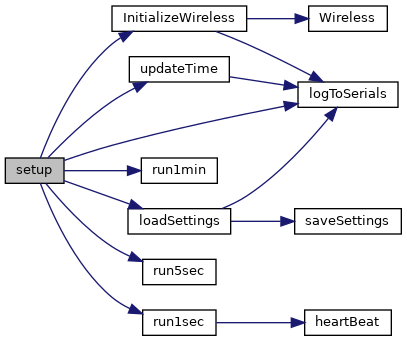 InitializeWireless
Wireless
updateTime
logToSerials
setup
run1min
loadSettings
saveSettings
run5sec
run1sec
heartBeat